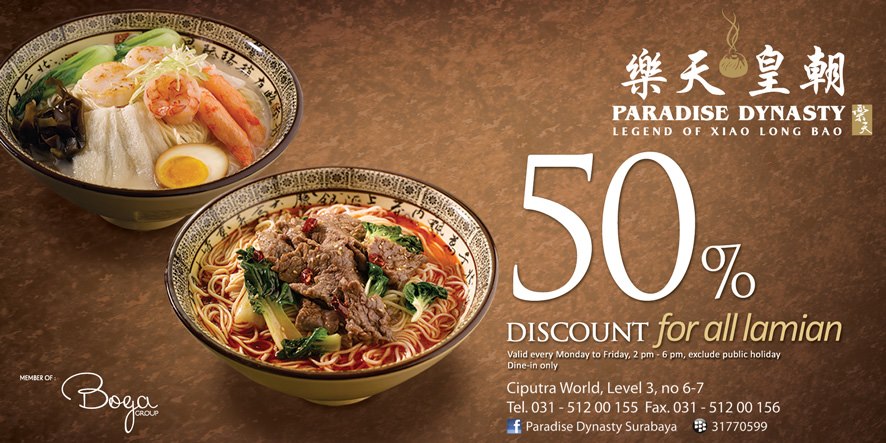 樂天皇朝
PARADISE DYNASTY
LEGEND OF XIAO LONG BAO
樂天
50%
DISCOUNT for all lamian
Valid every Monday to Friday, 2 pm - 6 pm, exclude public holiday
Dine-in only
Ciputra World, Level 3, no 6-7
Tel. 031 - 512 00 155 Fax. 031 - 512 00 156
Paradise Dynasty Surabaya 31770599
MEMBER OF :
Boga
GROUP